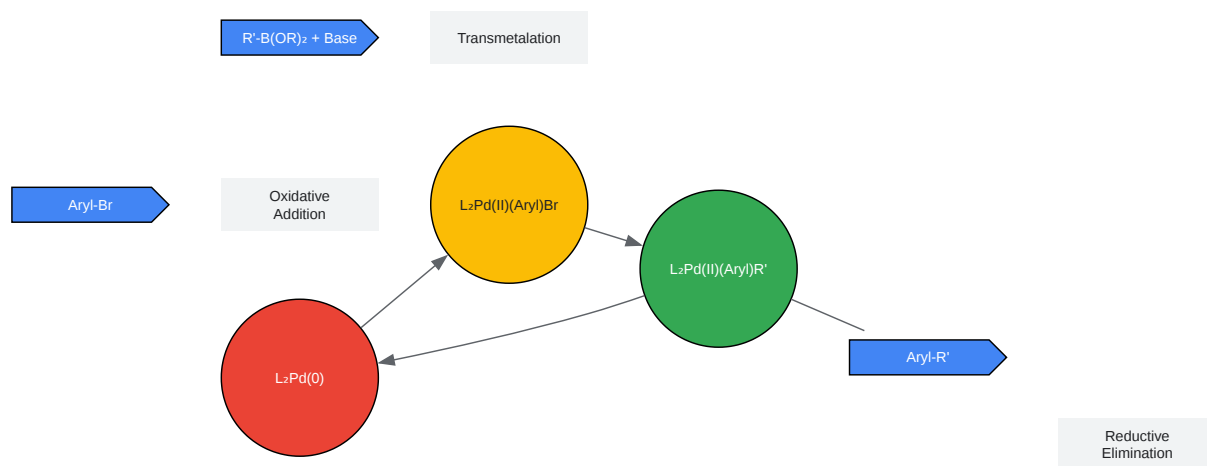 R'-B(OR)₂ + Base
Transmetalation
Aryl-Br
Oxidative
Addition
L₂Pd(II)(Aryl)Br
L₂Pd(II)(Aryl)R'
L₂Pd(0)
Aryl-R'
Reductive
Elimination